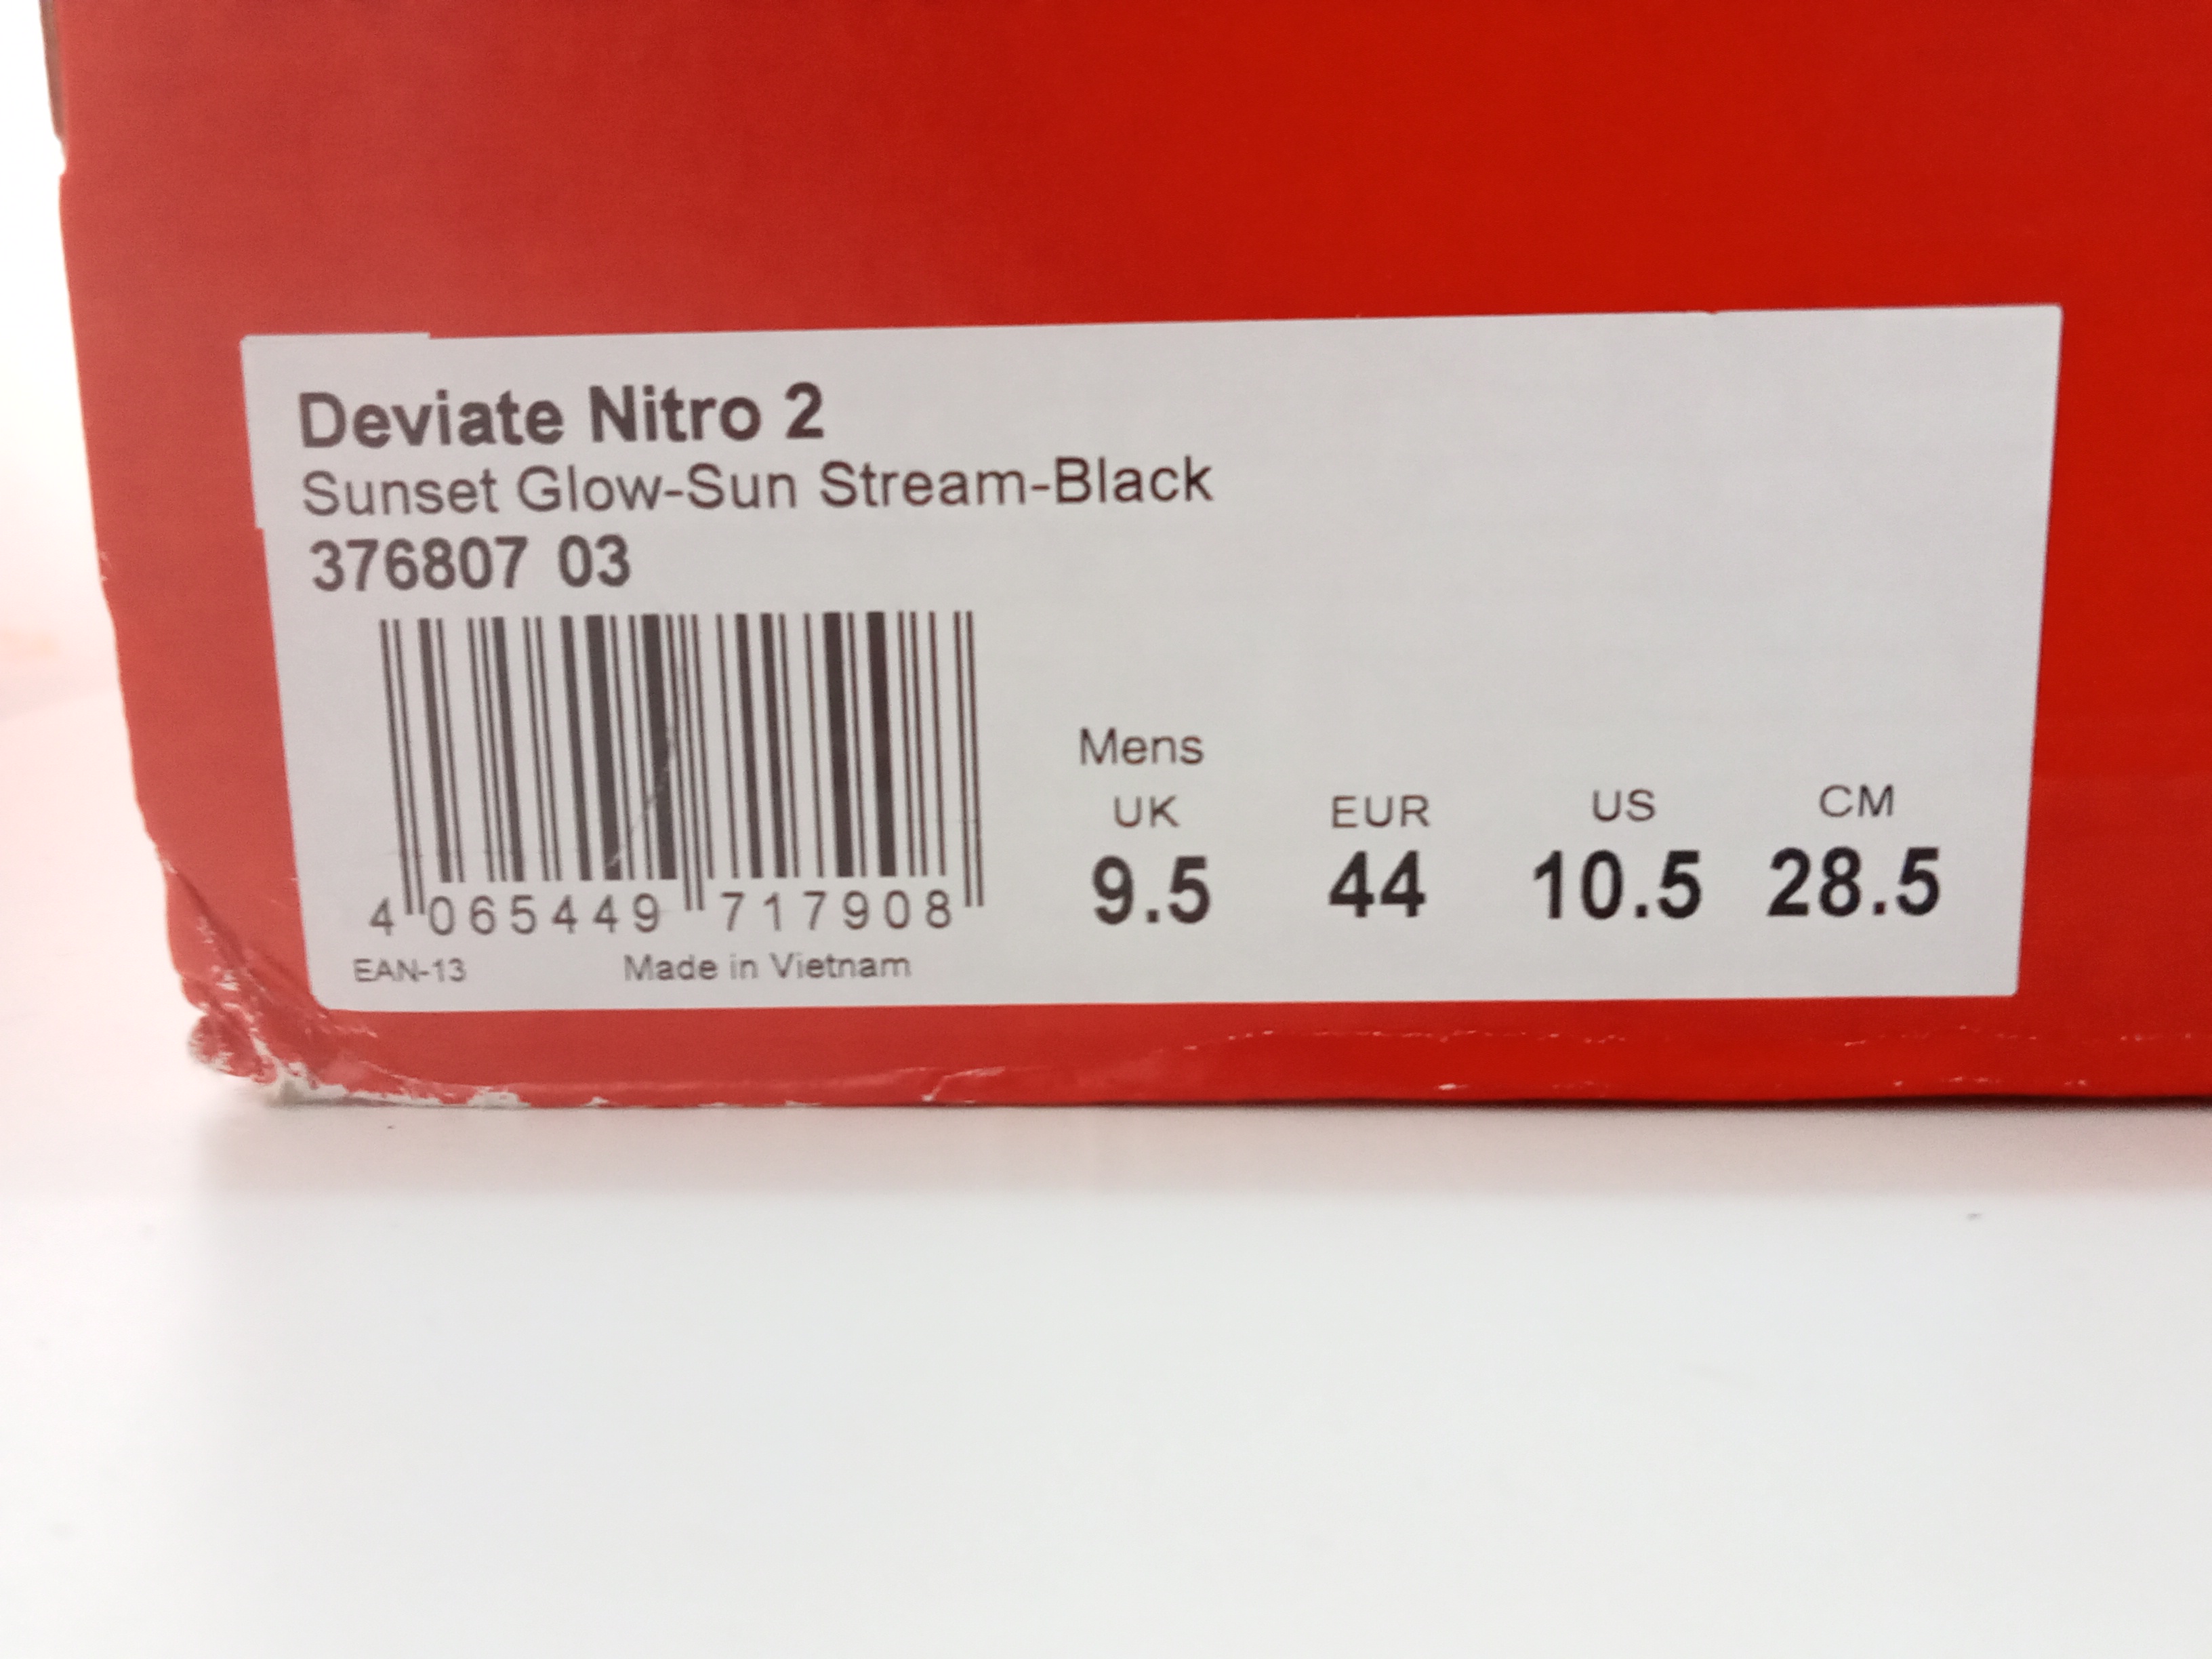 Deviate Nitro 2
Sunset Glow-Sun Stream-Black
376807 03
4 065449 717908
EAN-13 Made in Vietnam
Mens
UK EUR US CM
9.5 44 10.5 28.5